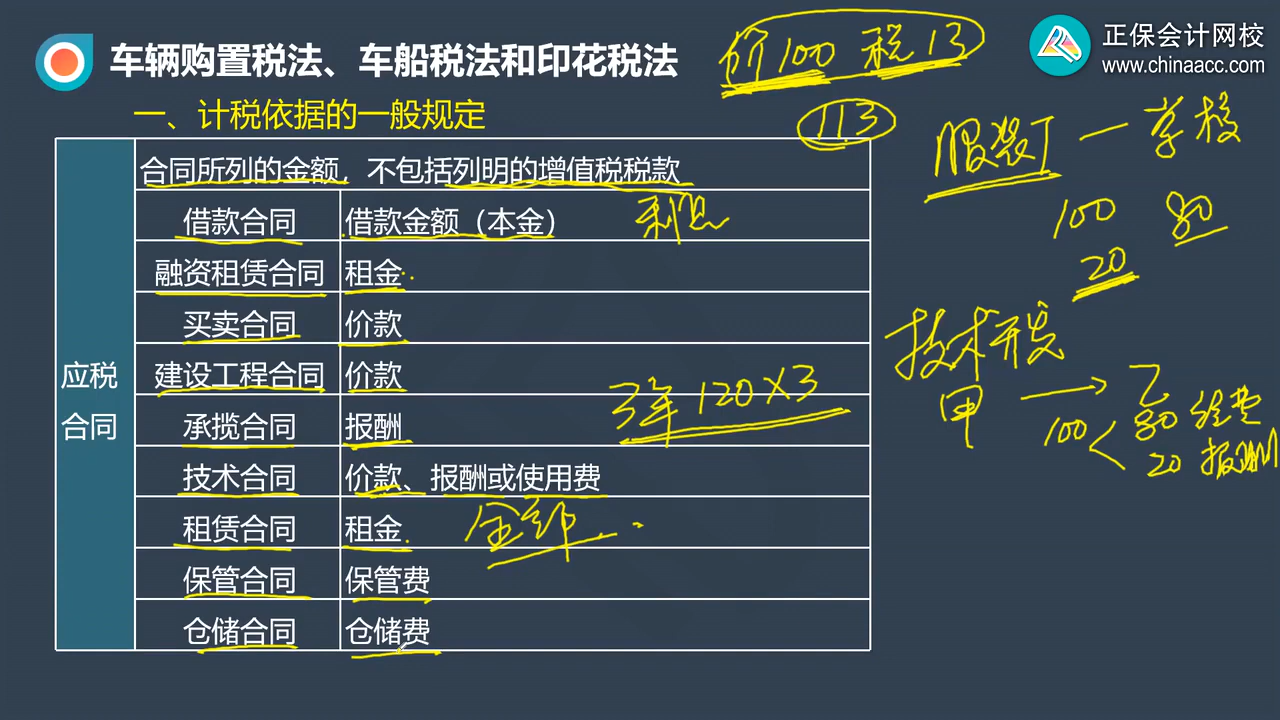 车辆购置税法、车船税法和印花税法
价100 税13
113
正保会计网校
www.chinaacc.com
一、计税依据的一般规定
应税
合同
合同所列的金额，不包括列明的增值税税款
借款合同 借款金额（本金） 利息
融资租赁合同 租金
买卖合同 价款
建设工程合同 价款
3年 120×3
承揽合同 报酬
技术合同 价款、报酬或使用费
租赁合同 租金 全部
保管合同 保管费
仓储合同 仓储费
服装厂 — 学校
100 80
20
技术开发
甲 → 乙
100 < 80 经费
20 报酬